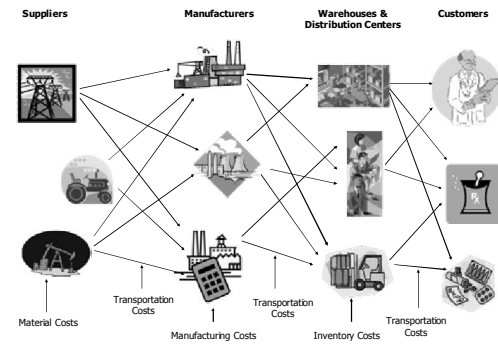 Suppliers
Manufacturers
Warehouses &
Distribution Centers
Customers
Transportation
Costs
Transportation
Costs
Transportation
Costs
Material Costs
Manufacturing Costs
Inventory Costs